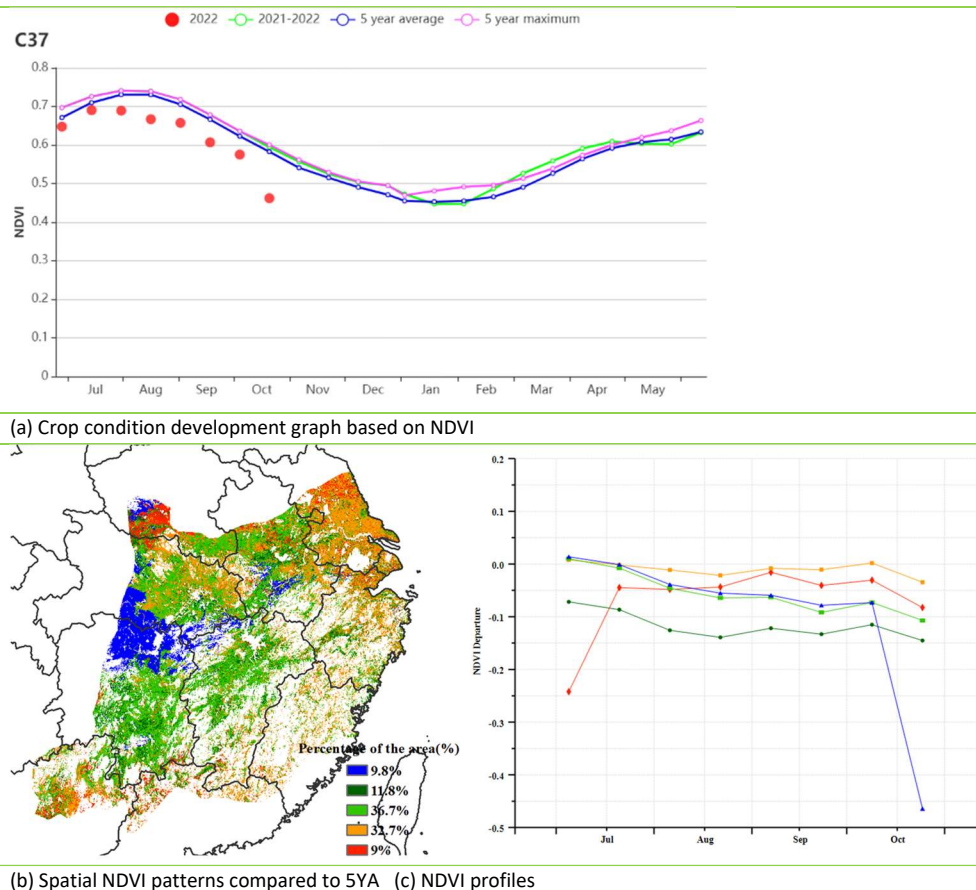 2022 2021-2022 5 year average 5 year maximum
C37
NDVI
0.8
0.7
0.6
0.5
0.4
0.3
0.2
0.1
0
Jul Aug Sep Oct Nov Dec Jan Feb Mar Apr May
(a) Crop condition development graph based on NDVI
Percentage of the area(%)
9.8%
11.8%
36.7%
32.7%
9%
NDVI Departure
0.2
0.1
0.0
-0.1
-0.2
-0.3
-0.4
-0.5
Jul Aug Sep Oct
(b) Spatial NDVI patterns compared to 5YA (c) NDVI profiles